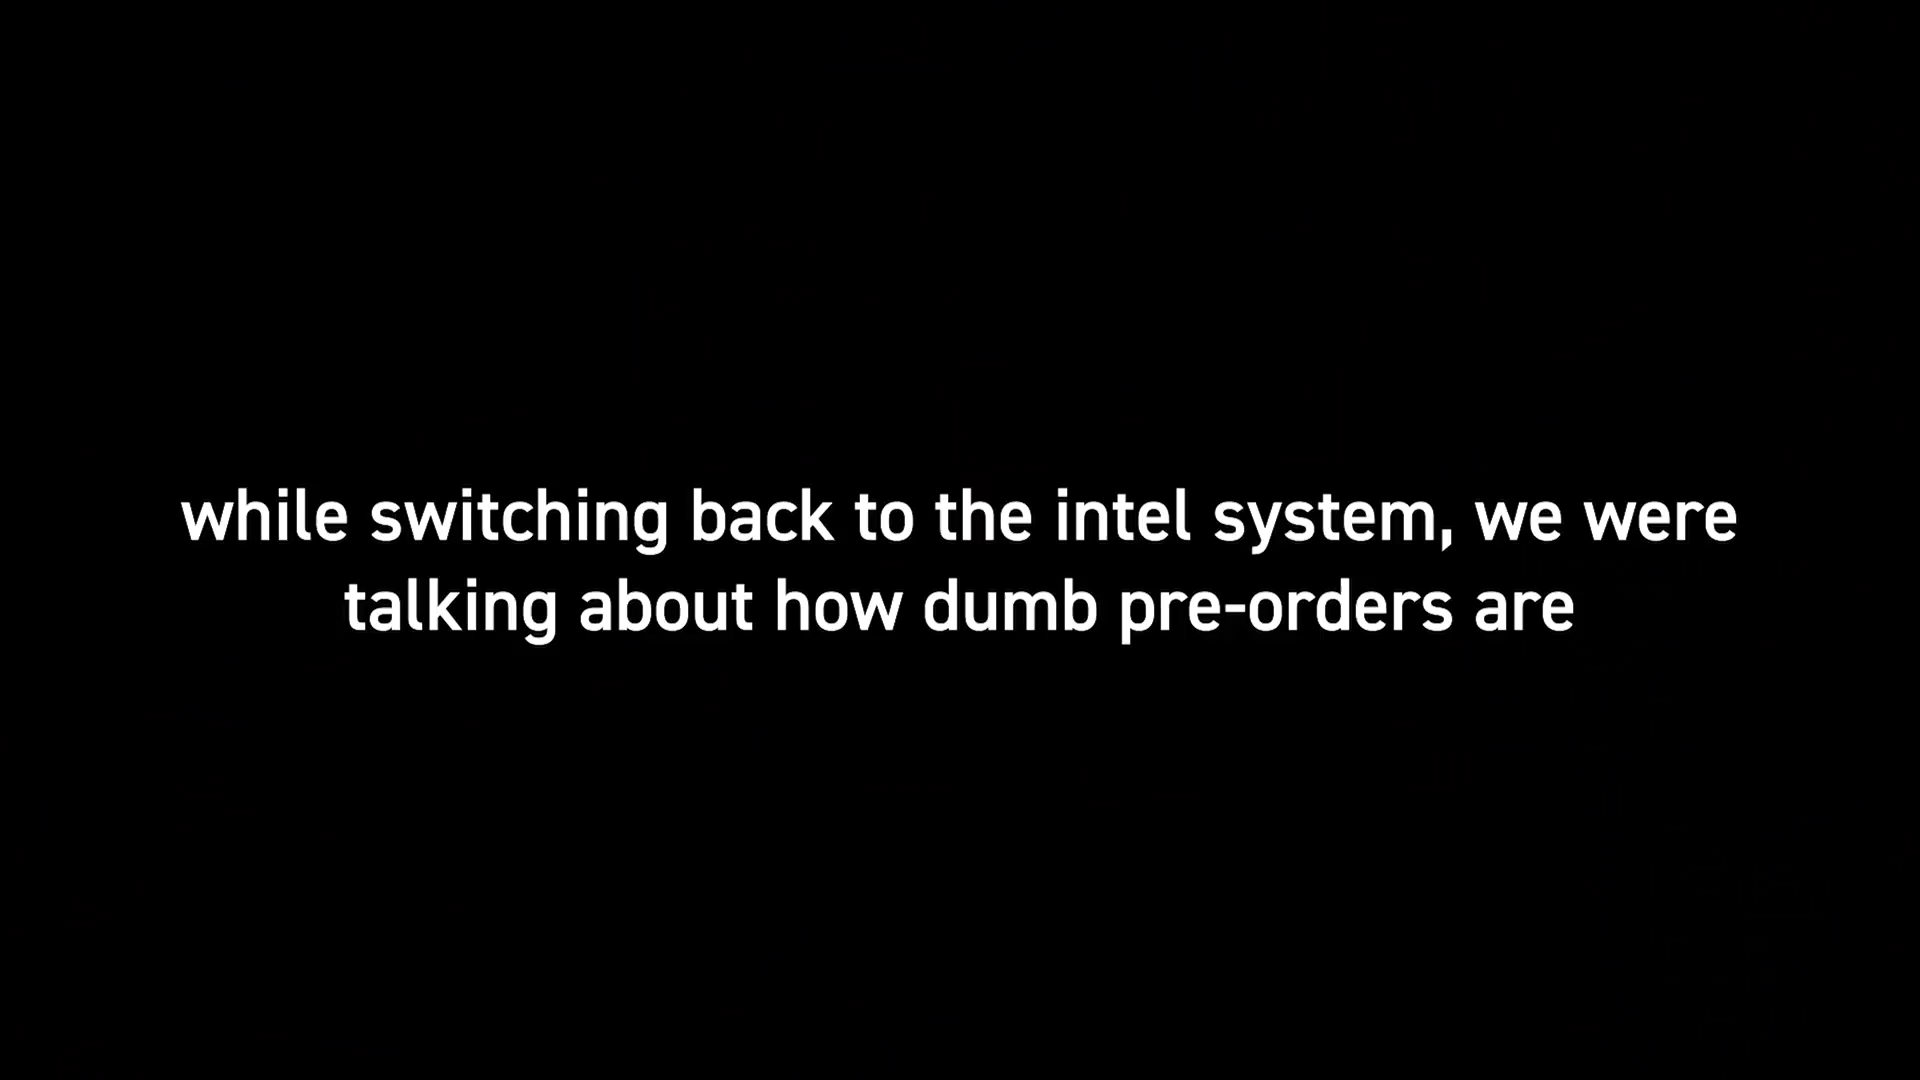 while switching back to the intel system, we were
talking about how dumb pre-orders are